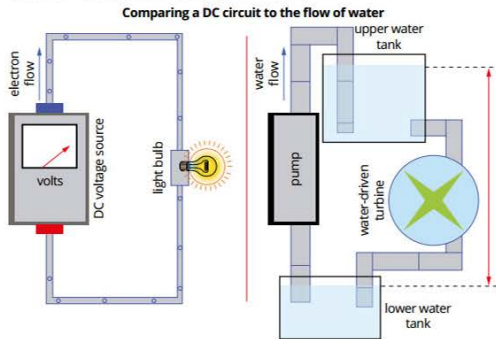 Comparing a DC circuit to the flow of water
electron
flow
volts
DC voltage source
light bulb
water
flow
pump
upper water
tank
water-driven
turbine
lower water
tank